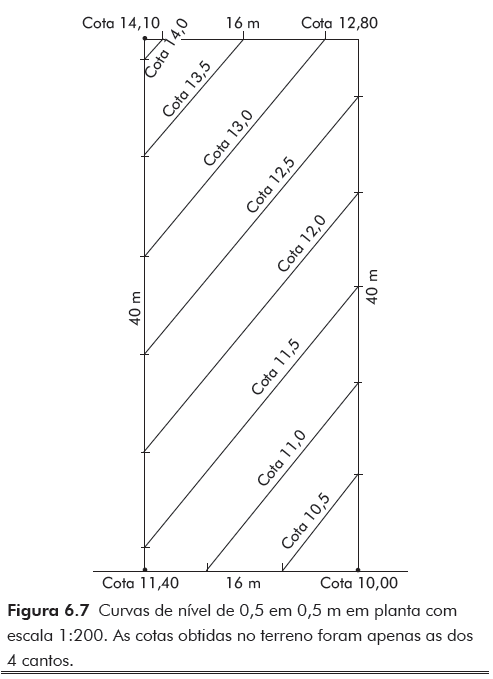 Cota 14,10
16 m
Cota 12,80
Cota 14,0
Cota 13,5
Cota 13,0
Cota 12,5
Cota 12,0
40 m
40 m
Cota 11,5
Cota 11,0
Cota 10,5
Cota 11,40
16 m
Cota 10,00
Figura 6.7 Curvas de nível de 0,5 em 0,5 m em planta com
escala 1:200. As cotas obtidas no terreno foram apenas as dos
4 cantos.